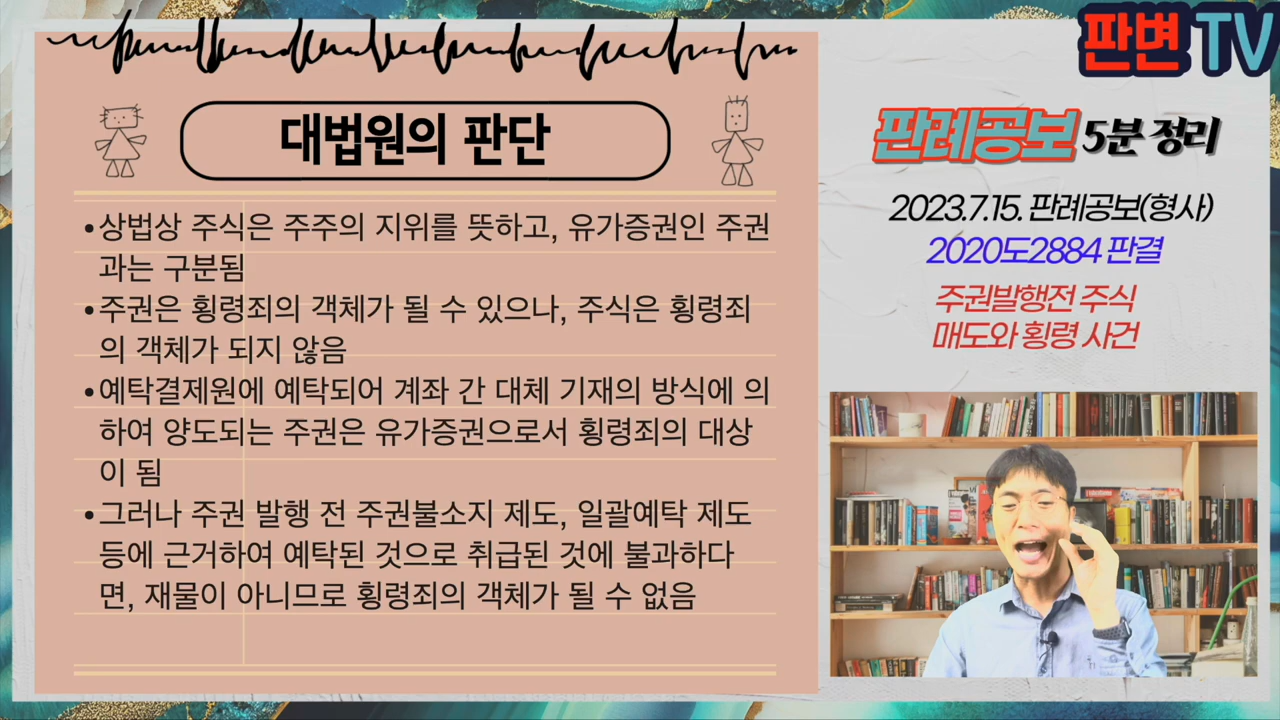 판변 TV
대법원의 판단
•상법상 주식은 주주의 지위를 뜻하고, 유가증권인 주권
과는 구분됨
•주권은 횡령죄의 객체가 될 수 있으나, 주식은 횡령죄
의 객체가 되지 않음
•예탁결제원에 예탁되어 계좌 간 대체 기재의 방식에 의
하여 양도되는 주권은 유가증권으로서 횡령죄의 대상
이 됨
•그러나 주권 발행 전 주권불소지 제도, 일괄예탁 제도
등에 근거하여 예탁된 것으로 취급된 것에 불과하다
면, 재물이 아니므로 횡령죄의 객체가 될 수 없음
판례공보 5분 정리
2023.7.15. 판례공보(형사)
2020도2884 판결
주권발행전 주식
매도와 횡령 사건